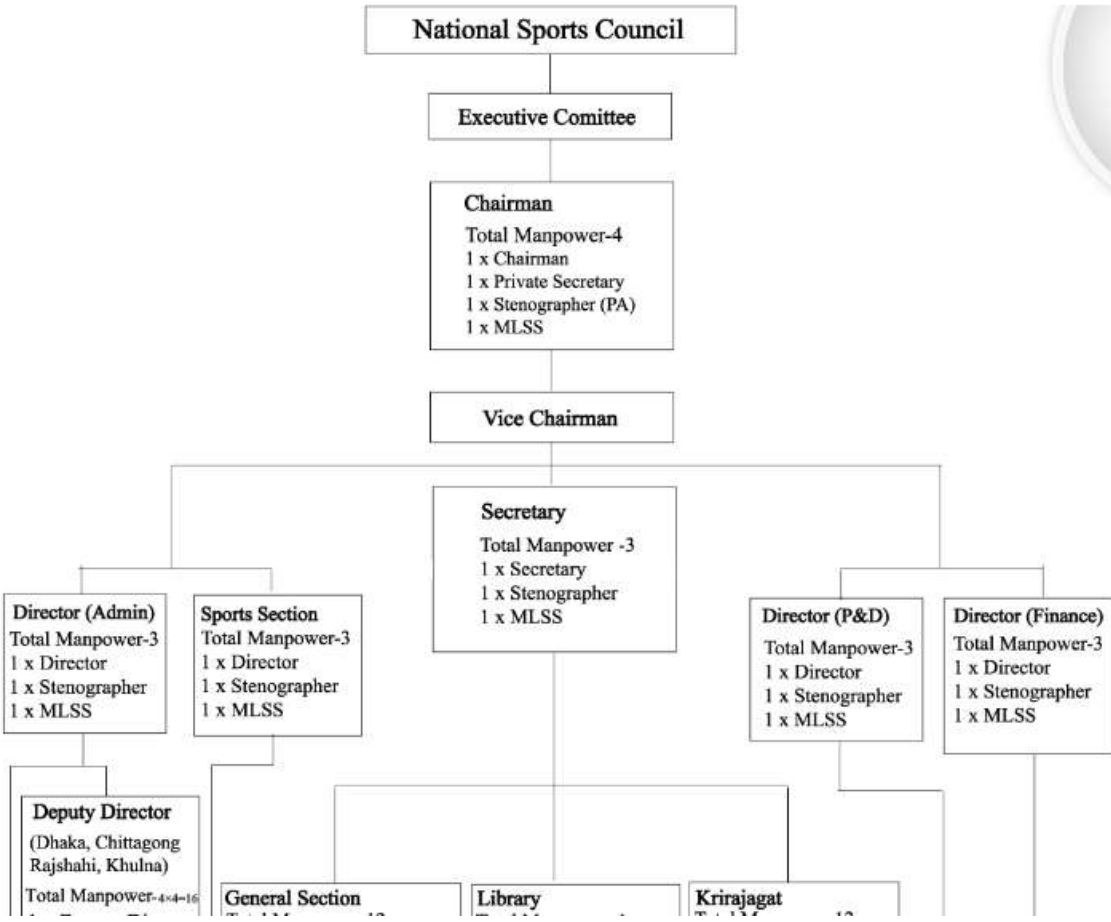 National Sports Council
Executive Comittee
Chairman
Total Manpower-4
1 x Chairman
1 x Private Secretary
1 x Stenographer (PA)
1 x MLSS
Vice Chairman
Secretary
Total Manpower -3
1 x Secretary
1 x Stenographer
1 x MLSS
Director (Admin)
Total Manpower-3
1 x Director
1 x Stenographer
1 x MLSS
Sports Section
Total Manpower-3
1 x Director
1 x Stenographer
1 x MLSS
Director (P&D)
Total Manpower-3
1 x Director
1 x Stenographer
1 x MLSS
Director (Finance)
Total Manpower-3
1 x Director
1 x Stenographer
1 x MLSS
Deputy Director
(Dhaka, Chittagong
Rajshahi, Khulna)
Total Manpower-4×4=16
General Section
Library
Krirajagat